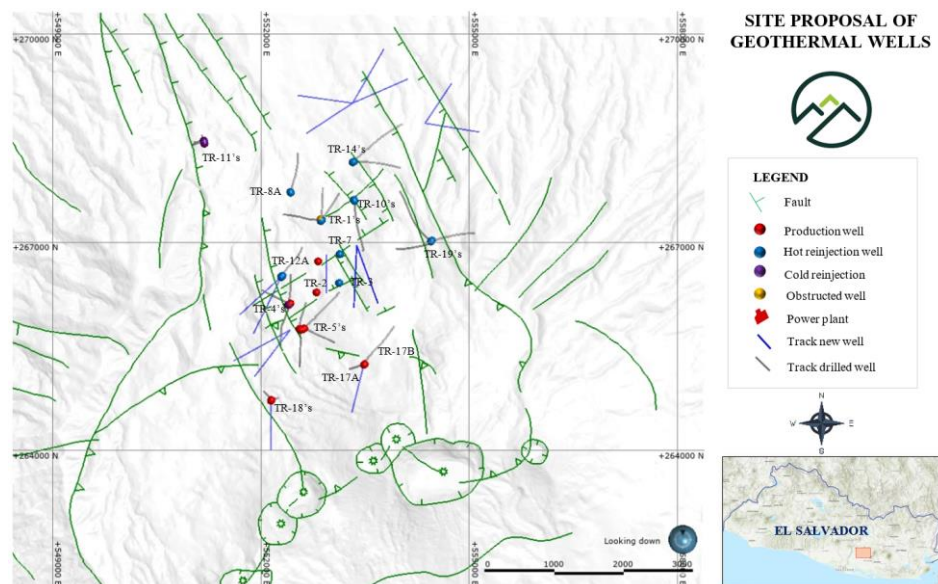 SITE PROPOSAL OF
GEOTHERMAL WELLS
+549000 E
+552000 E
+555000 E
+558000 E
+270000 N
+270000 N
TR-14's
TR-11's
TR-8A
TR-10's
TR-1's
+267000 N
+267000 N
TR-7
TR-19's
TR-12A
TR-2
TR-3
TR-4's
TR-5's
TR-17B
TR-17A
TR-18's
+264000 N
+264000 N
+549000 E
+555000 E
Looking down
0 1000 2000 3000
LEGEND
Fault
Production well
Hot reinjection well
Cold reinjection
Obstructed well
Power plant
Track new well
Track drilled well
N
W E
EL SALVADOR